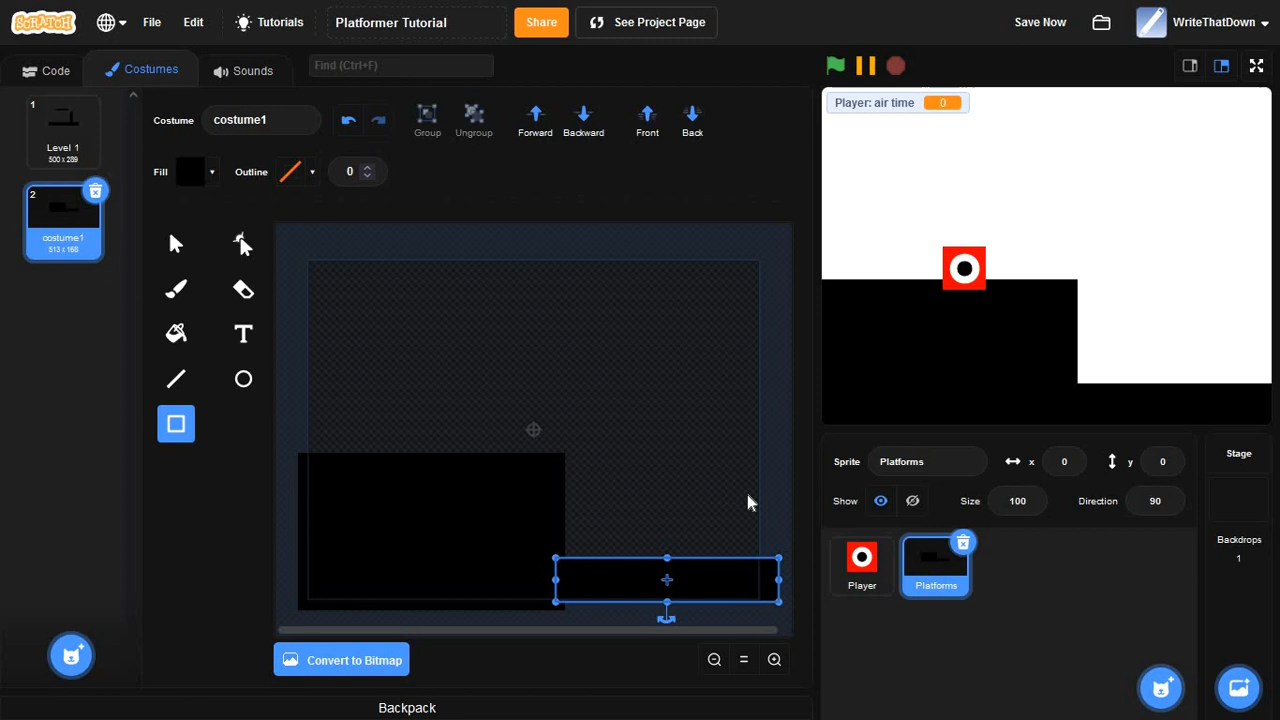 SCRATCH File Edit Tutorials Platformer Tutorial Share See Project Page Save Now WriteThatDown
Code Costumes Sounds Find (Ctrl+F)
1
Level 1
500 x 289
2
costume1
513 x 168
Costume costume1 Group Ungroup Forward Backward Front Back
Fill Outline 0
T
Convert to Bitmap
Backpack
Player: air time 0
Sprite Platforms x 0 y 0
Show Size 100 Direction 90
Player Platforms
Stage
Backdrops
1